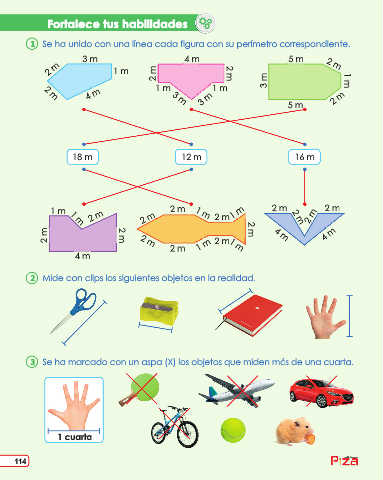 Fortalece tus habilidades
1 Se ha unido con una línea cada figura con su perímetro correspondiente.
3 m
2 m
1 m
2 m
4 m
4 m
2 m
2 m
1 m
1 m
3 m
3 m
5 m
2 m
3 m
1 m
2 m
5 m
18 m
12 m
16 m
1 m
1 m
2 m
2 m
2 m
4 m
2 m
2 m
1 m
2 m
1 m
2 m
2 m
2 m
1 m
2 m
1 m
2 m
2 m
2 m
2 m
4 m
4 m
2 Mide con clips los siguientes objetos en la realidad.
3 Se ha marcado con un aspa (X) los objetos que miden más de una cuarta.
1 cuarta
114
Piza